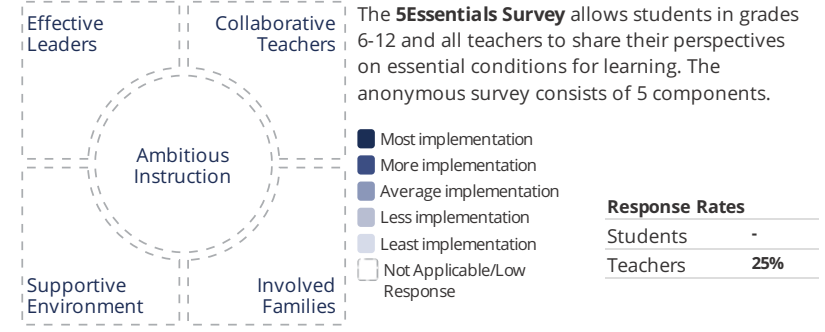 Effective
Leaders
Collaborative
Teachers
Ambitious
Instruction
Supportive
Environment
Involved
Families
The 5Essentials Survey allows students in grades
6-12 and all teachers to share their perspectives
on essential conditions for learning. The
anonymous survey consists of 5 components.
Most implementation
More implementation
Average implementation
Less implementation
Least implementation
Not Applicable/Low
Response
Response Rates
Students -
Teachers 25%